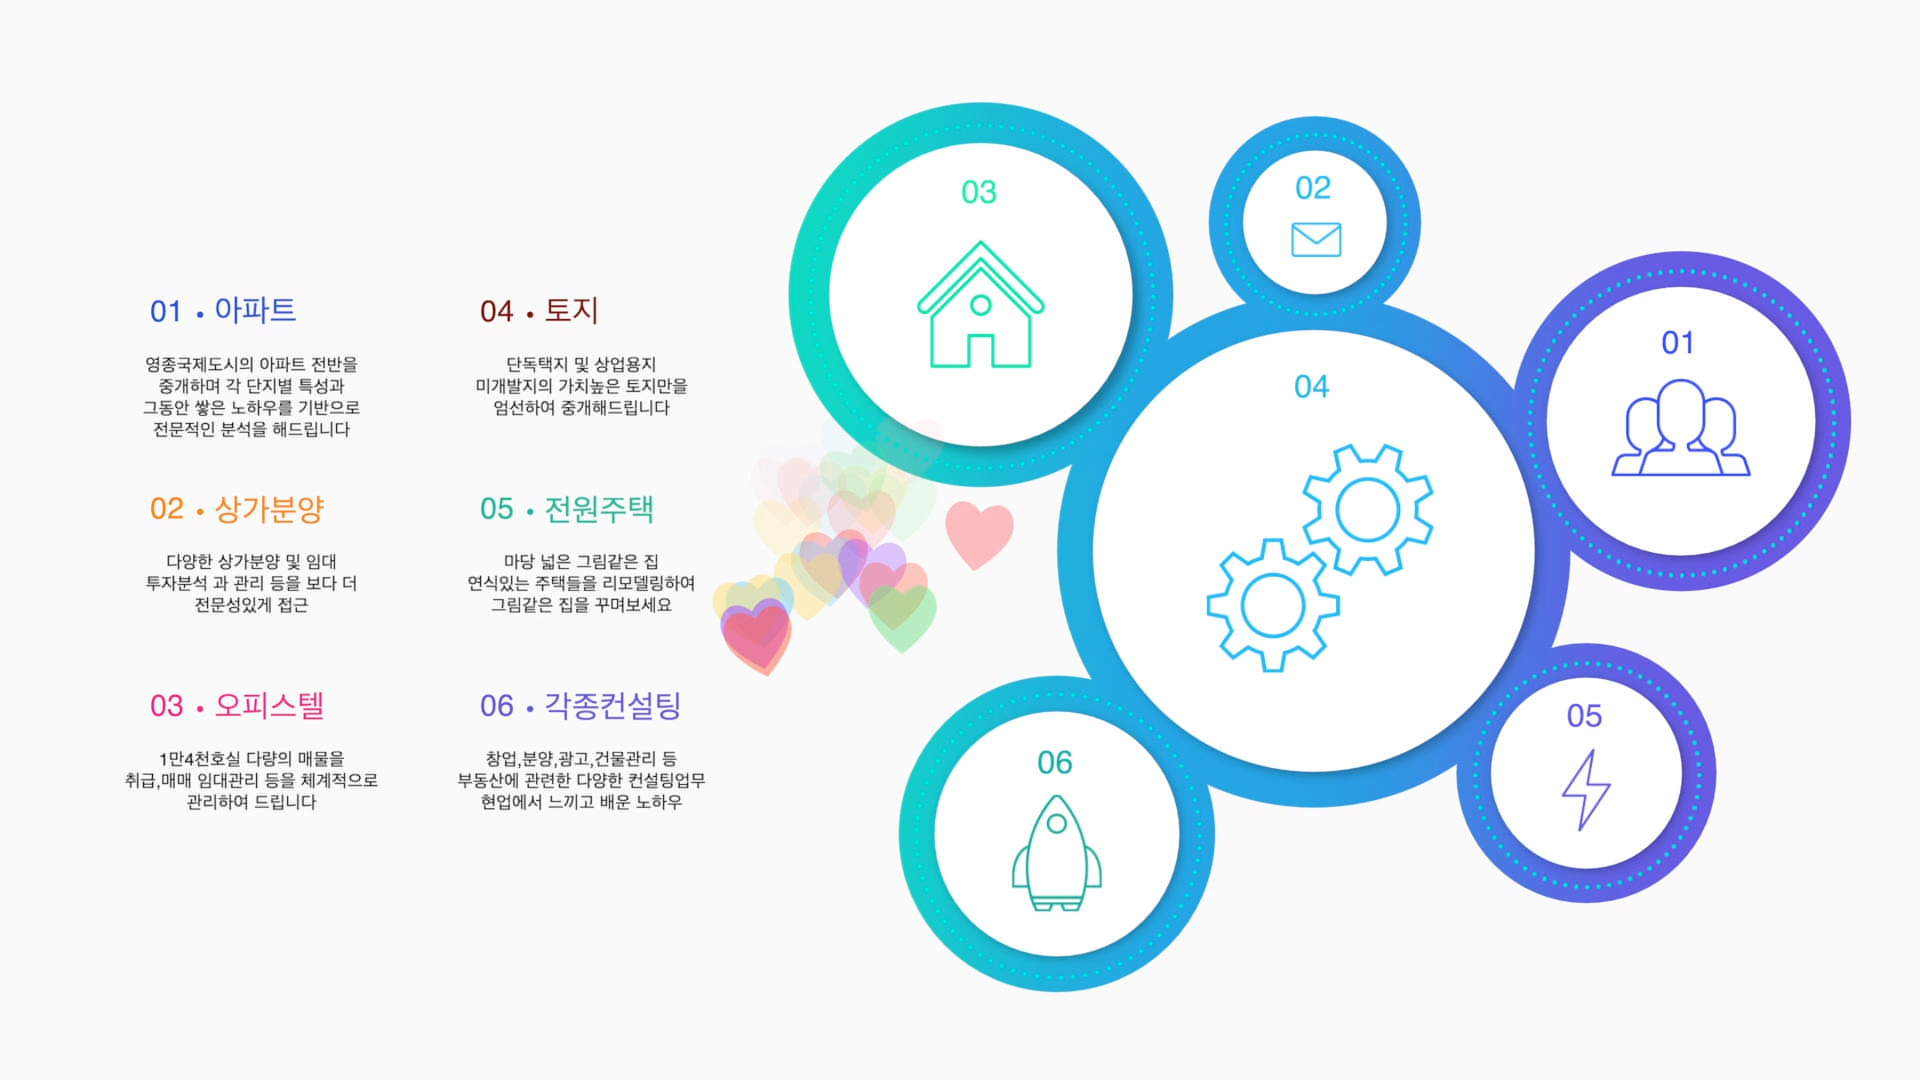 01 • 아파트
영종국제도시의 아파트 전반을
중개하며 각 단지별 특성과
그동안 쌓은 노하우를 기반으로
전문적인 분석을 해드립니다
02 • 상가분양
다양한 상가분양 및 임대
투자분석 과 관리 등을 보다 더
전문성있게 접근
03 • 오피스텔
1만4천호실 다량의 매물을
취급,매매 임대관리 등을 체계적으로
관리하여 드립니다
04 • 토지
단독택지 및 상업용지
미개발지의 가치높은 토지만을
엄선하여 중개해드립니다
05 • 전원주택
마당 넓은 그림같은 집
연식있는 주택들을 리모델링하여
그림같은 집을 꾸며보세요
06 • 각종컨설팅
창업,분양,광고,건물관리 등
부동산에 관련한 다양한 컨설팅업무
현업에서 느끼고 배운 노하우
03
02
01
04
05
06